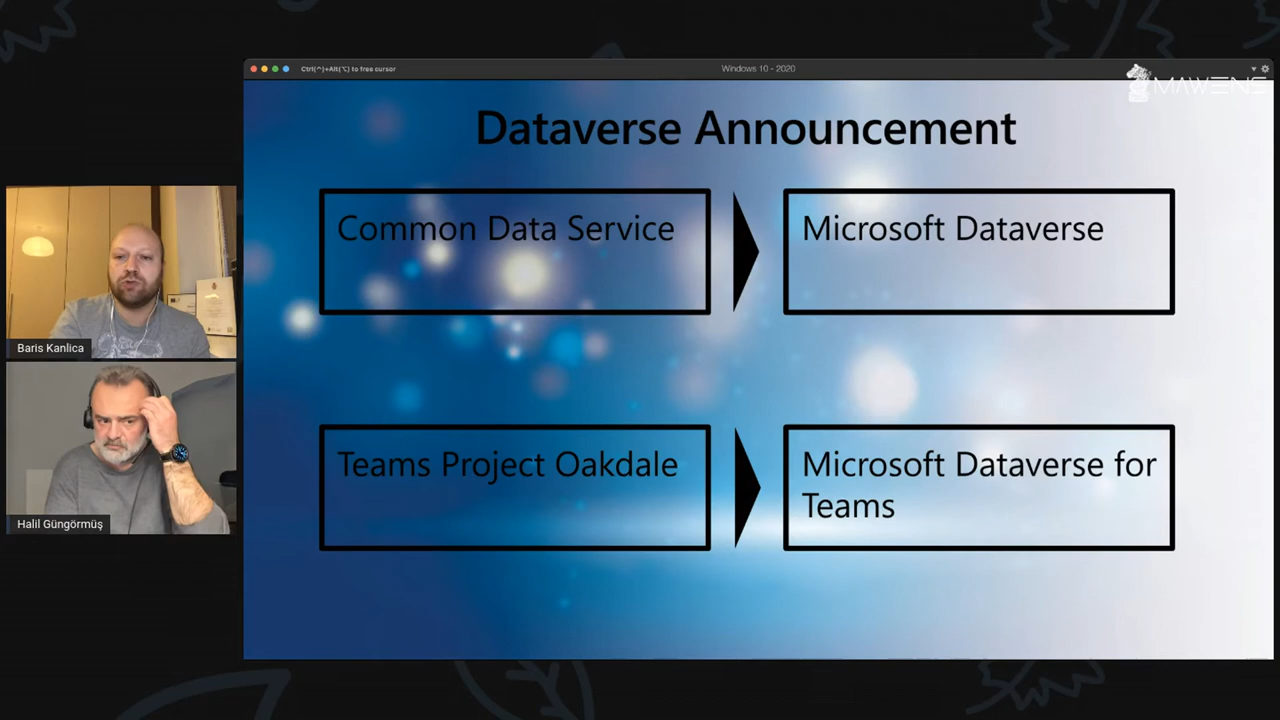 Ctrl(^)+Alt(⌥) to free cursor
Windows 10 - 2020
MAWENS
Dataverse Announcement
Common Data Service
Microsoft Dataverse
Teams Project Oakdale
Microsoft Dataverse for
Teams
Baris Kanlica
Halil Güngörmüş